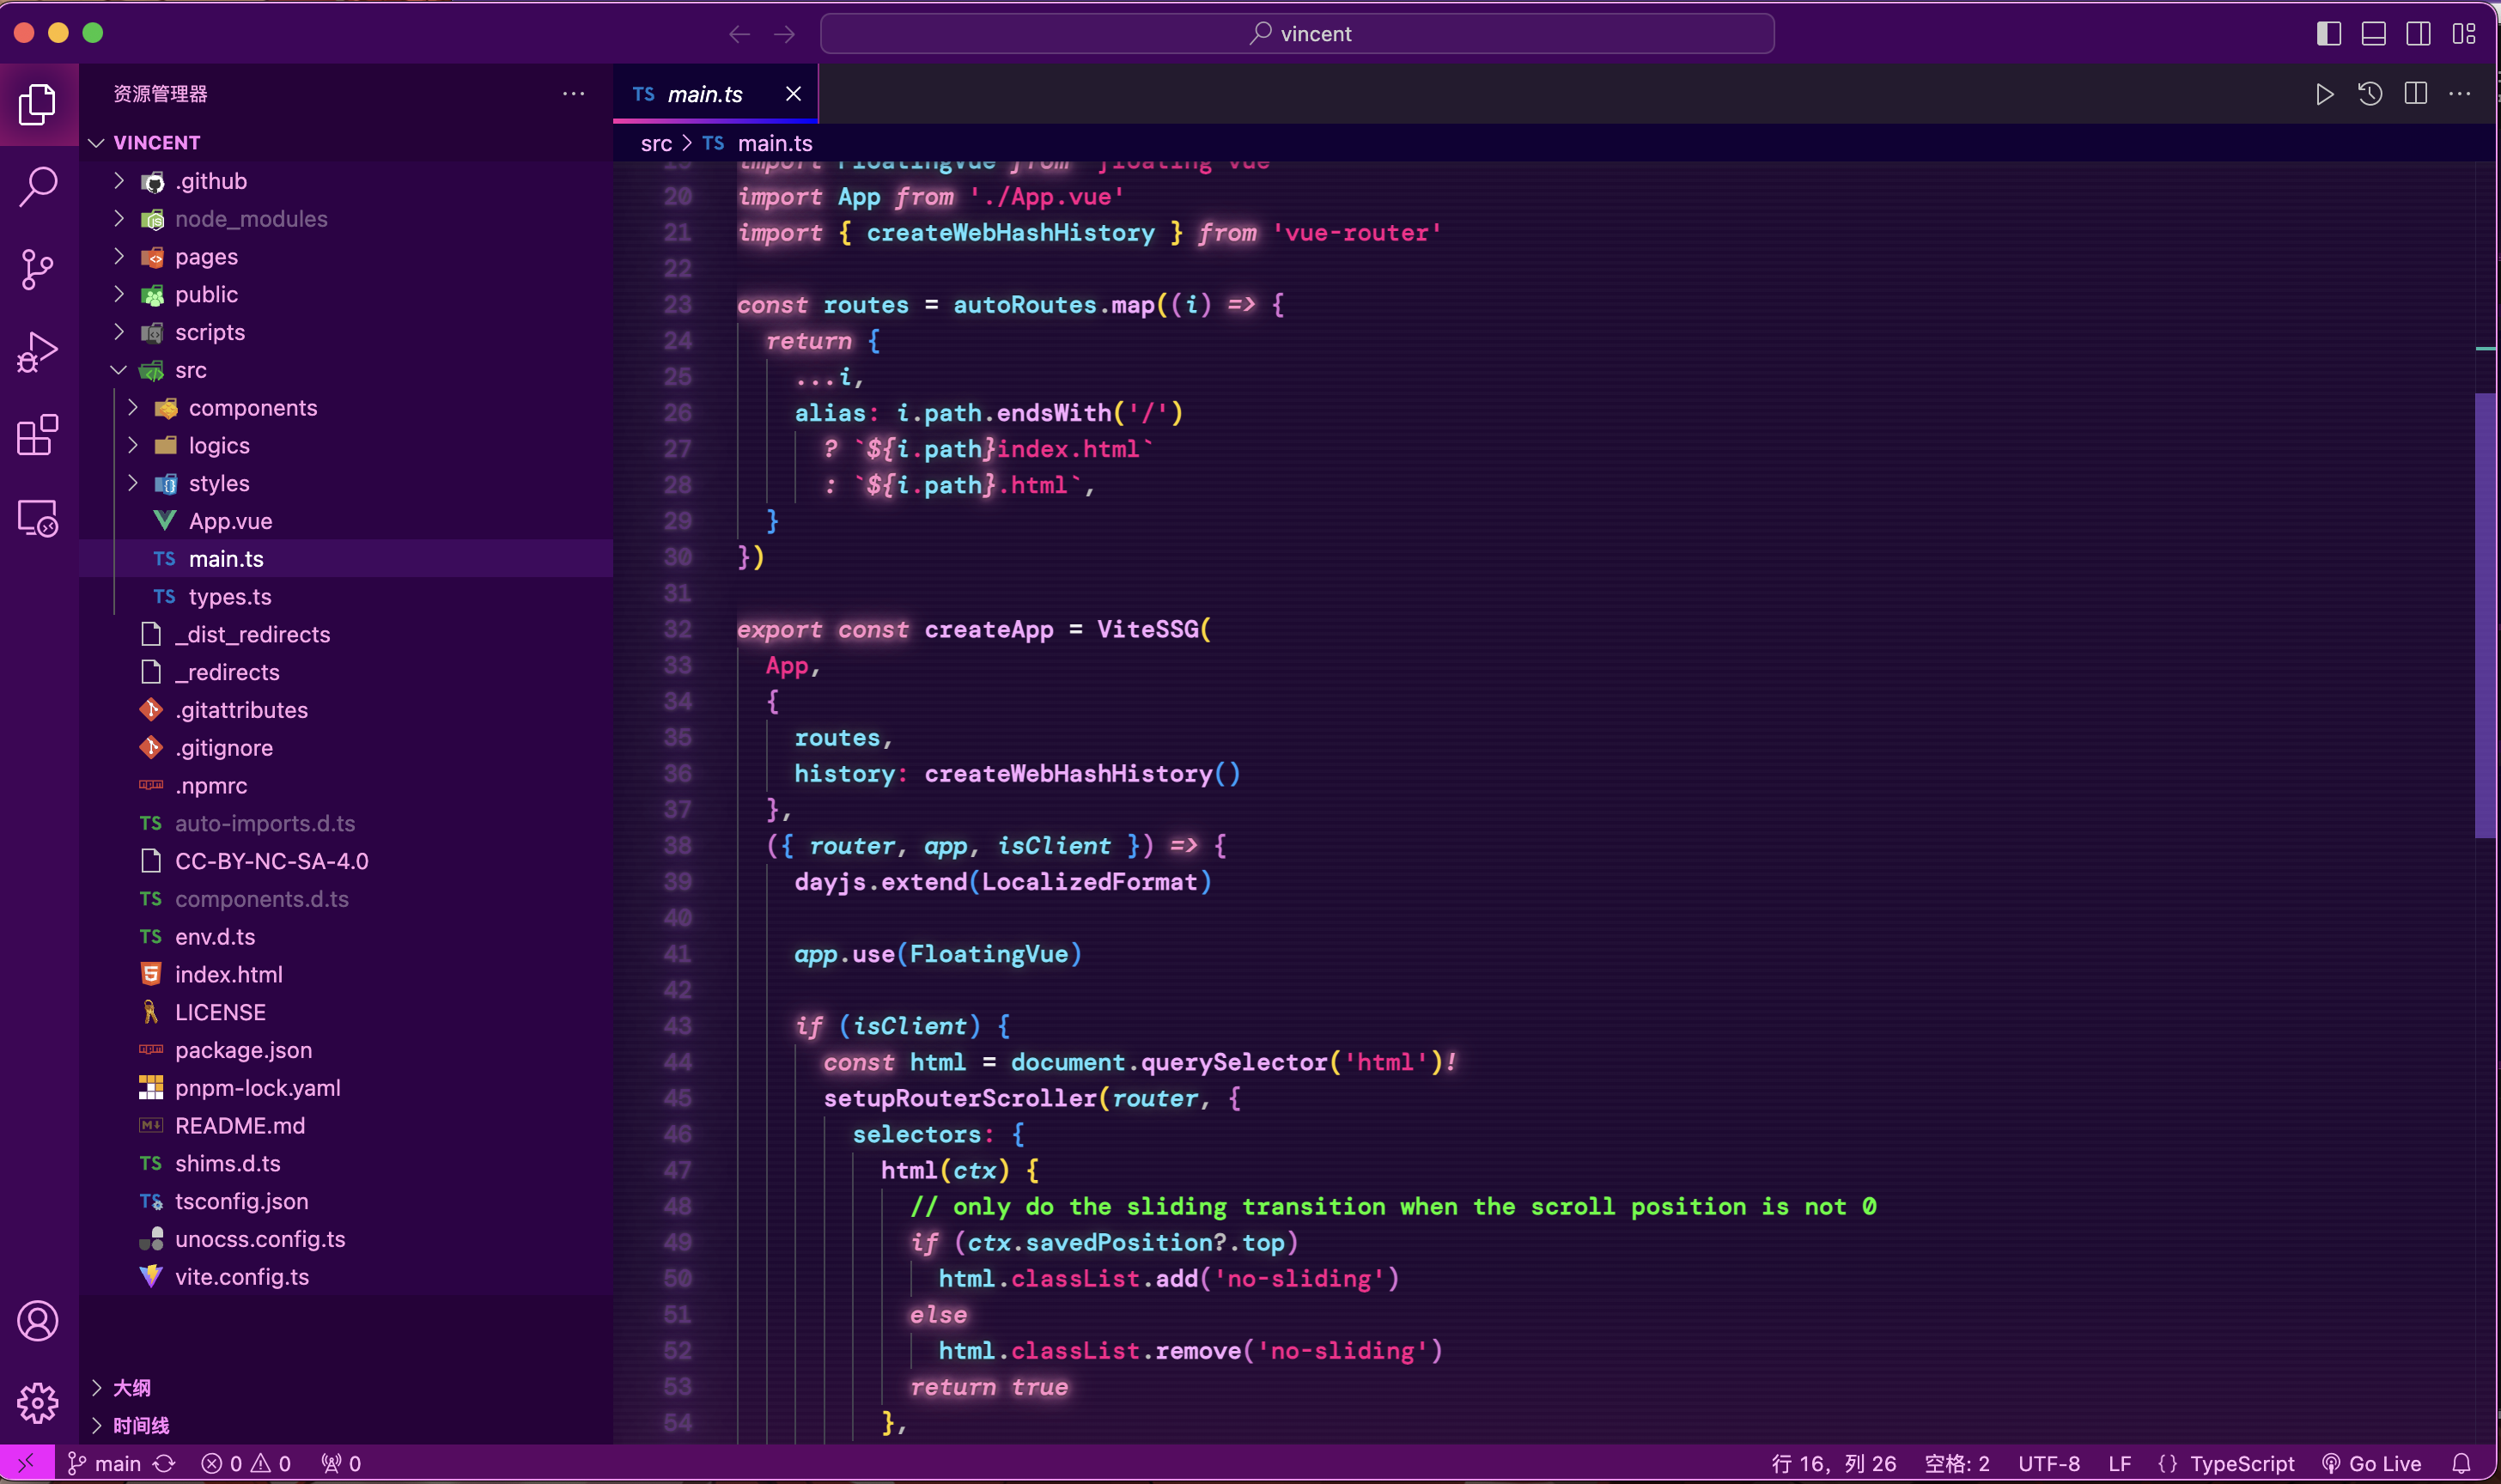 vincent
资源管理器
VINCENT
.github
node_modules
pages
public
scripts
src
components
logics
styles
App.vue
TS main.ts
TS types.ts
_dist_redirects
_redirects
.gitattributes
.gitignore
.npmrc
TS auto-imports.d.ts
CC-BY-NC-SA-4.0
TS components.d.ts
TS env.d.ts
index.html
LICENSE
package.json
pnpm-lock.yaml
README.md
TS shims.d.ts
TS tsconfig.json
unocss.config.ts
vite.config.ts
大纲
时间线
TS main.ts
src > TS main.ts
19 import FloatingVue from 'floating-vue'
20 import App from './App.vue'
21 import { createWebHashHistory } from 'vue-router'
22
23 const routes = autoRoutes.map((i) => {
24   return {
25     ...i,
26     alias: i.path.endsWith('/')
27       ? `${i.path}index.html`
28       : `${i.path}.html`,
29   }
30 })
31
32 export const createApp = ViteSSG(
33   App,
34   {
35     routes,
36     history: createWebHashHistory()
37   },
38   ({ router, app, isClient }) => {
39     dayjs.extend(LocalizedFormat)
40
41     app.use(FloatingVue)
42
43     if (isClient) {
44       const html = document.querySelector('html')!
45       setupRouterScroller(router, {
46         selectors: {
47           html(ctx) {
48             // only do the sliding transition when the scroll position is not 0
49             if (ctx.savedPosition?.top)
50               html.classList.add('no-sliding')
51             else
52               html.classList.remove('no-sliding')
53             return true
54           },
main 0 0 0 行 16, 列 26 空格: 2 UTF-8 LF {} TypeScript Go Live